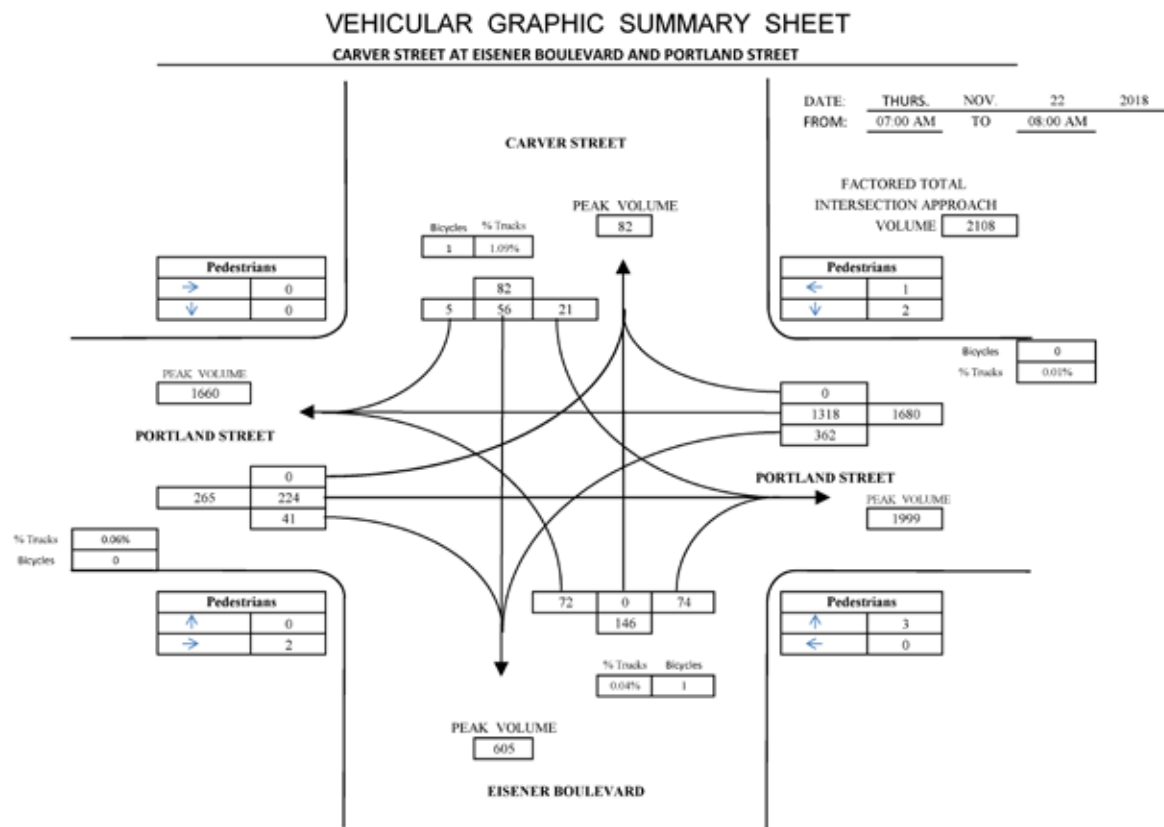 VEHICULAR GRAPHIC SUMMARY SHEET
CARVER STREET AT EISENER BOULEVARD AND PORTLAND STREET
DATE: THURS. NOV. 22 2018
FROM: 07:00 AM TO 08:00 AM
CARVER STREET
FACTORED TOTAL
INTERSECTION APPROACH
VOLUME 2108
PEAK VOLUME
82
Bicycles % Trucks
1 1.09%
Pedestrians
→ 0
↓ 0
82
5 56 21
Pedestrians
← 1
↓ 2
Bicycles 0
% Trucks 0.01%
PEAK VOLUME
1660
PORTLAND STREET
0
1318 1680
362
0
265 224
41
PORTLAND STREET
PEAK VOLUME
1999
% Trucks 0.06%
Bicycles 0
Pedestrians
↑ 0
→ 2
72 0 74
146
Pedestrians
↑ 3
← 0
% Trucks Bicycles
0.04% 1
PEAK VOLUME
605
EISENER BOULEVARD